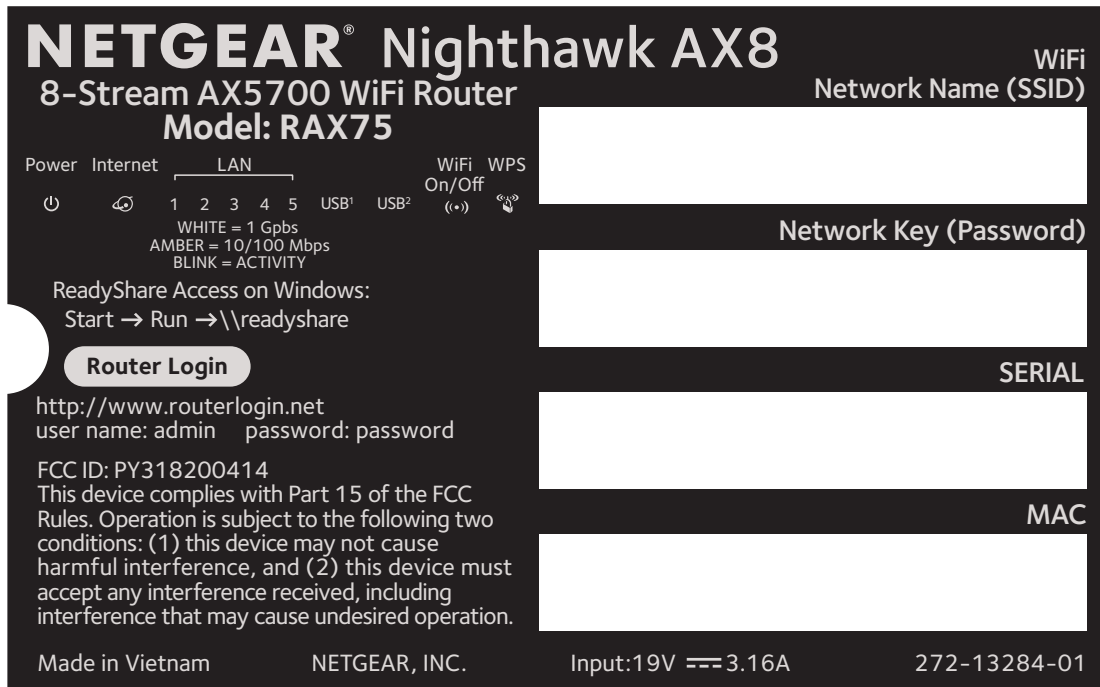 NETGEAR® Nighthawk AX8
8-Stream AX5700 WiFi Router
Model: RAX75
Power Internet LAN WiFi On/Off WPS
1 2 3 4 5 USB¹ USB²
WHITE = 1 Gpbs
AMBER = 10/100 Mbps
BLINK = ACTIVITY
ReadyShare Access on Windows:
Start → Run →\\readyshare
Router Login
http://www.routerlogin.net
user name: admin password: password
FCC ID: PY318200414
This device complies with Part 15 of the FCC
Rules. Operation is subject to the following two
conditions: (1) this device may not cause
harmful interference, and (2) this device must
accept any interference received, including
interference that may cause undesired operation.
WiFi
Network Name (SSID)
Network Key (Password)
SERIAL
MAC
Made in Vietnam NETGEAR, INC. Input:19V ⎓ 3.16A 272-13284-01